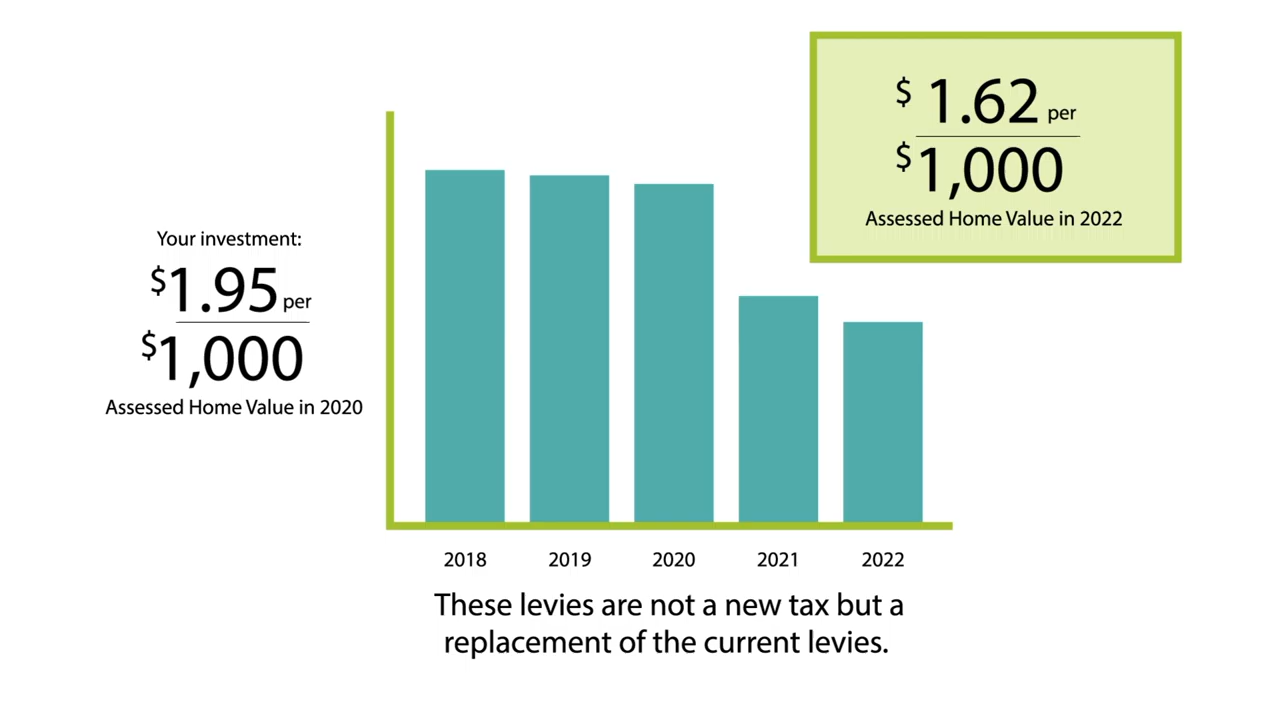 $1.62 per
$1,000
Assessed Home Value in 2022
Your investment:
$1.95 per
$1,000
Assessed Home Value in 2020
2018 2019 2020 2021 2022
These levies are not a new tax but a
replacement of the current levies.